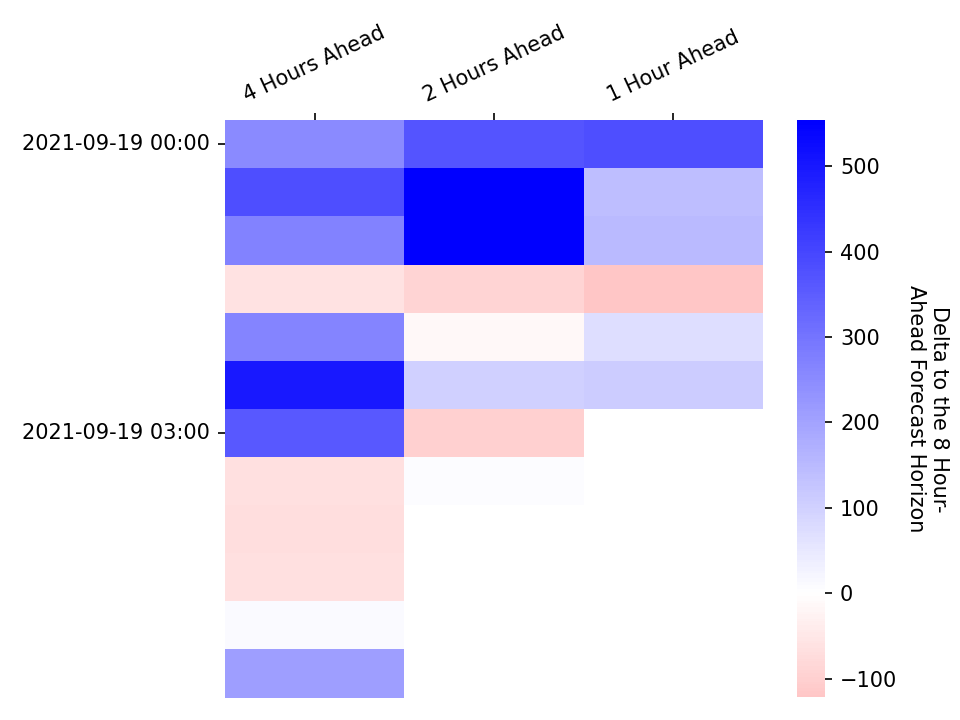 4 Hours Ahead
2 Hours Ahead
1 Hour Ahead
2021-09-19 00:00
2021-09-19 03:00
500
400
300
200
100
0
−100
Delta to the 8 Hour-
Ahead Forecast Horizon